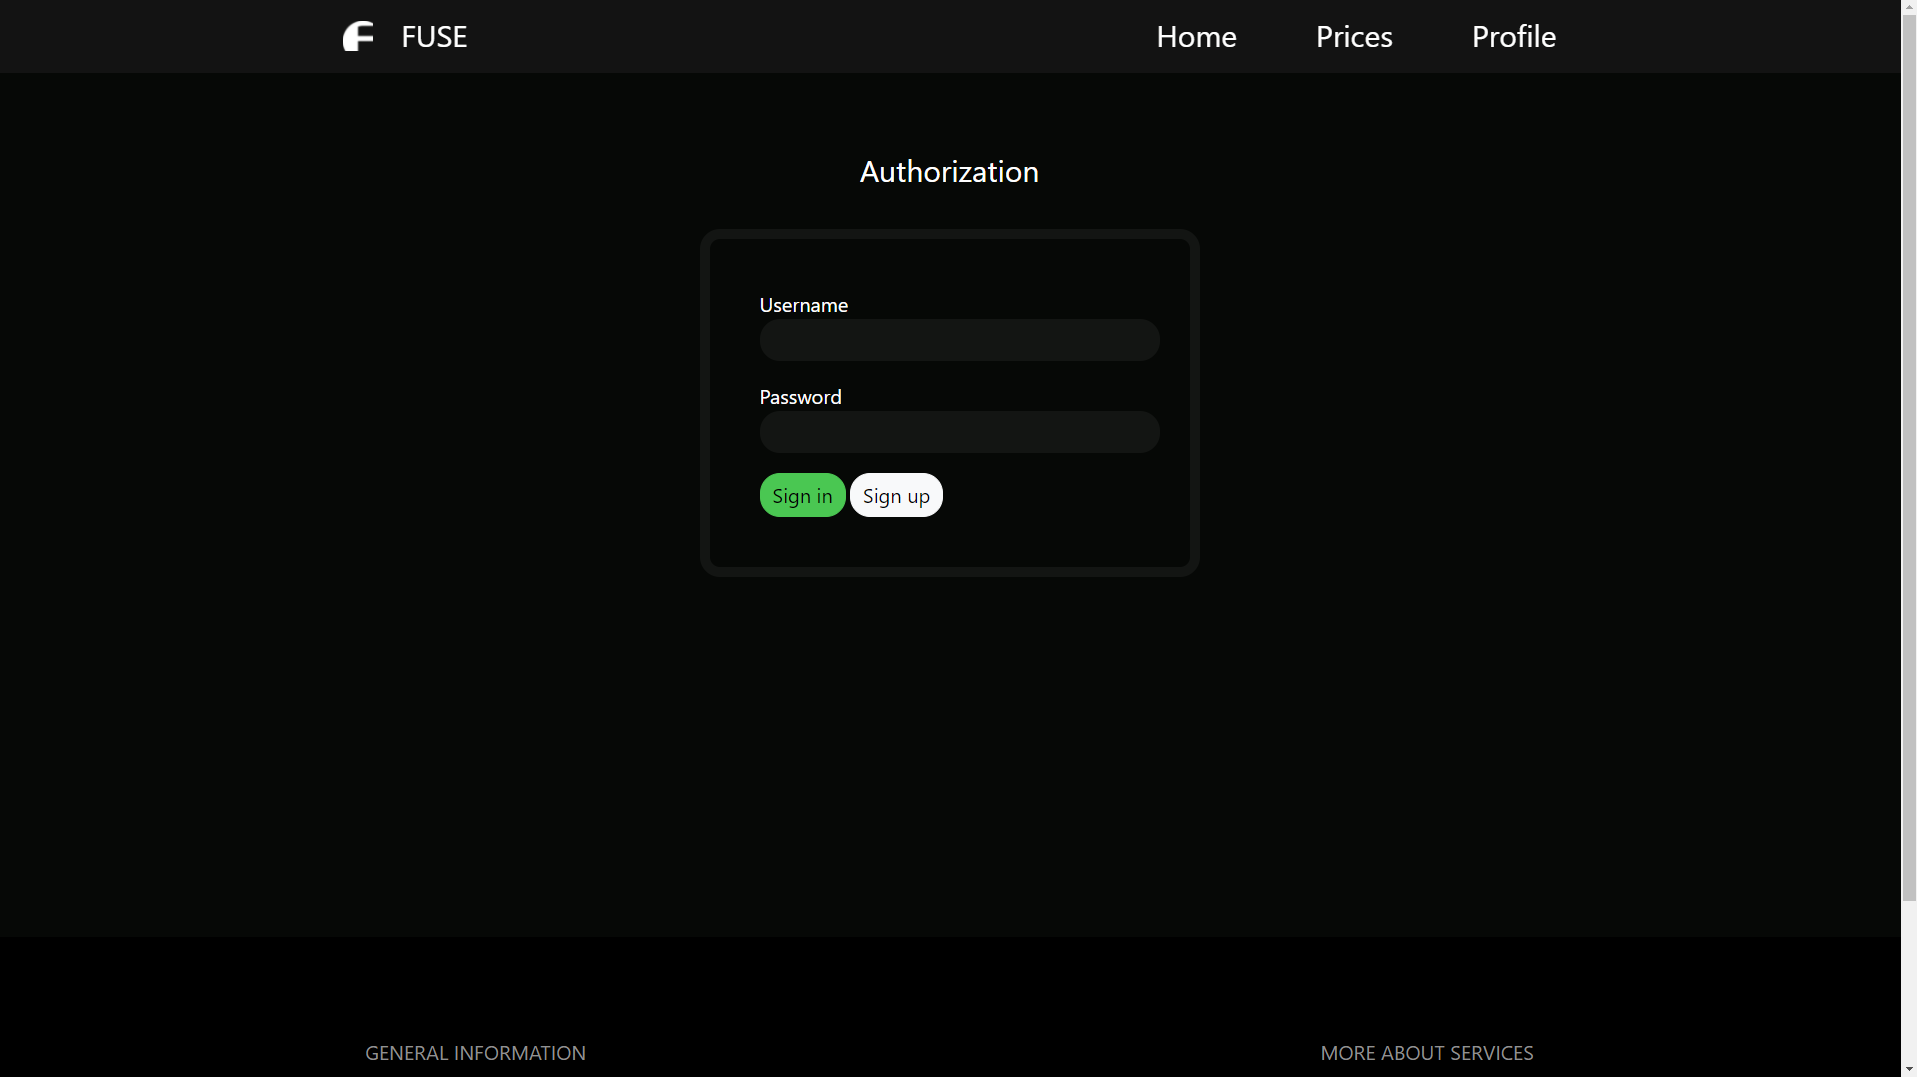 FUSE Home Prices Profile
Authorization
Username
Password
Sign in Sign up
GENERAL INFORMATION MORE ABOUT SERVICES